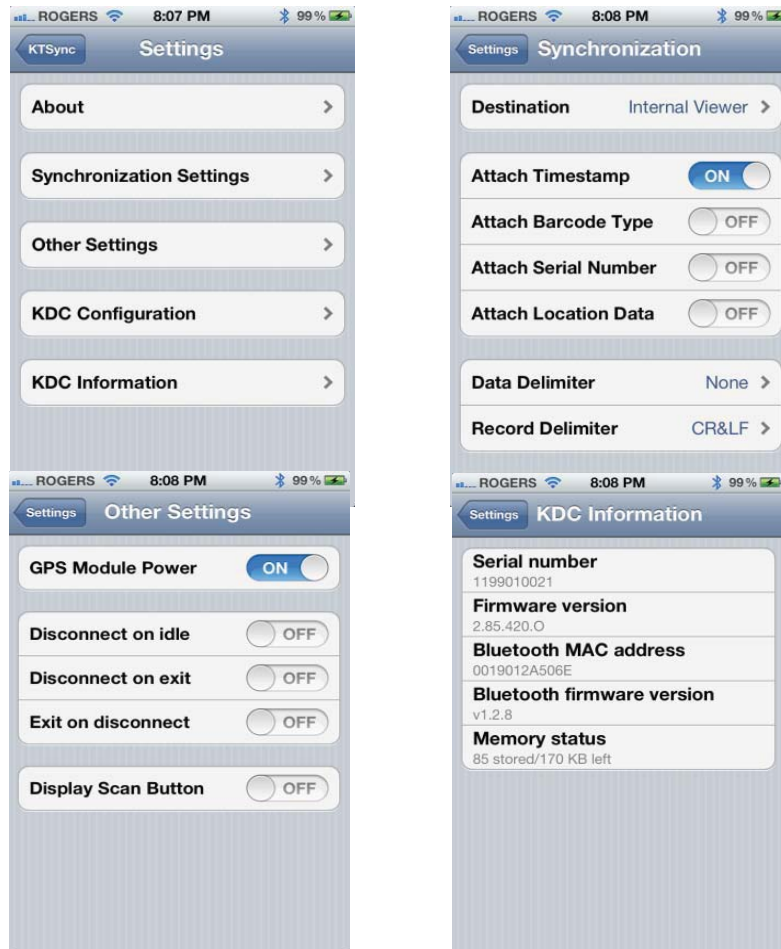 ROGERS 8:07 PM 99%
KTSync Settings
About
Synchronization Settings
Other Settings
KDC Configuration
KDC Information
ROGERS 8:08 PM 99%
Settings Synchronization
Destination Internal Viewer
Attach Timestamp ON
Attach Barcode Type OFF
Attach Serial Number OFF
Attach Location Data OFF
Data Delimiter None
Record Delimiter CR&LF
ROGERS 8:08 PM 99%
Settings Other Settings
GPS Module Power ON
Disconnect on idle OFF
Disconnect on exit OFF
Exit on disconnect OFF
Display Scan Button OFF
ROGERS 8:08 PM 99%
Settings KDC Information
Serial number
1199010021
Firmware version
2.85.420.O
Bluetooth MAC address
0019012A506E
Bluetooth firmware version
v1.2.8
Memory status
85 stored/170 KB left